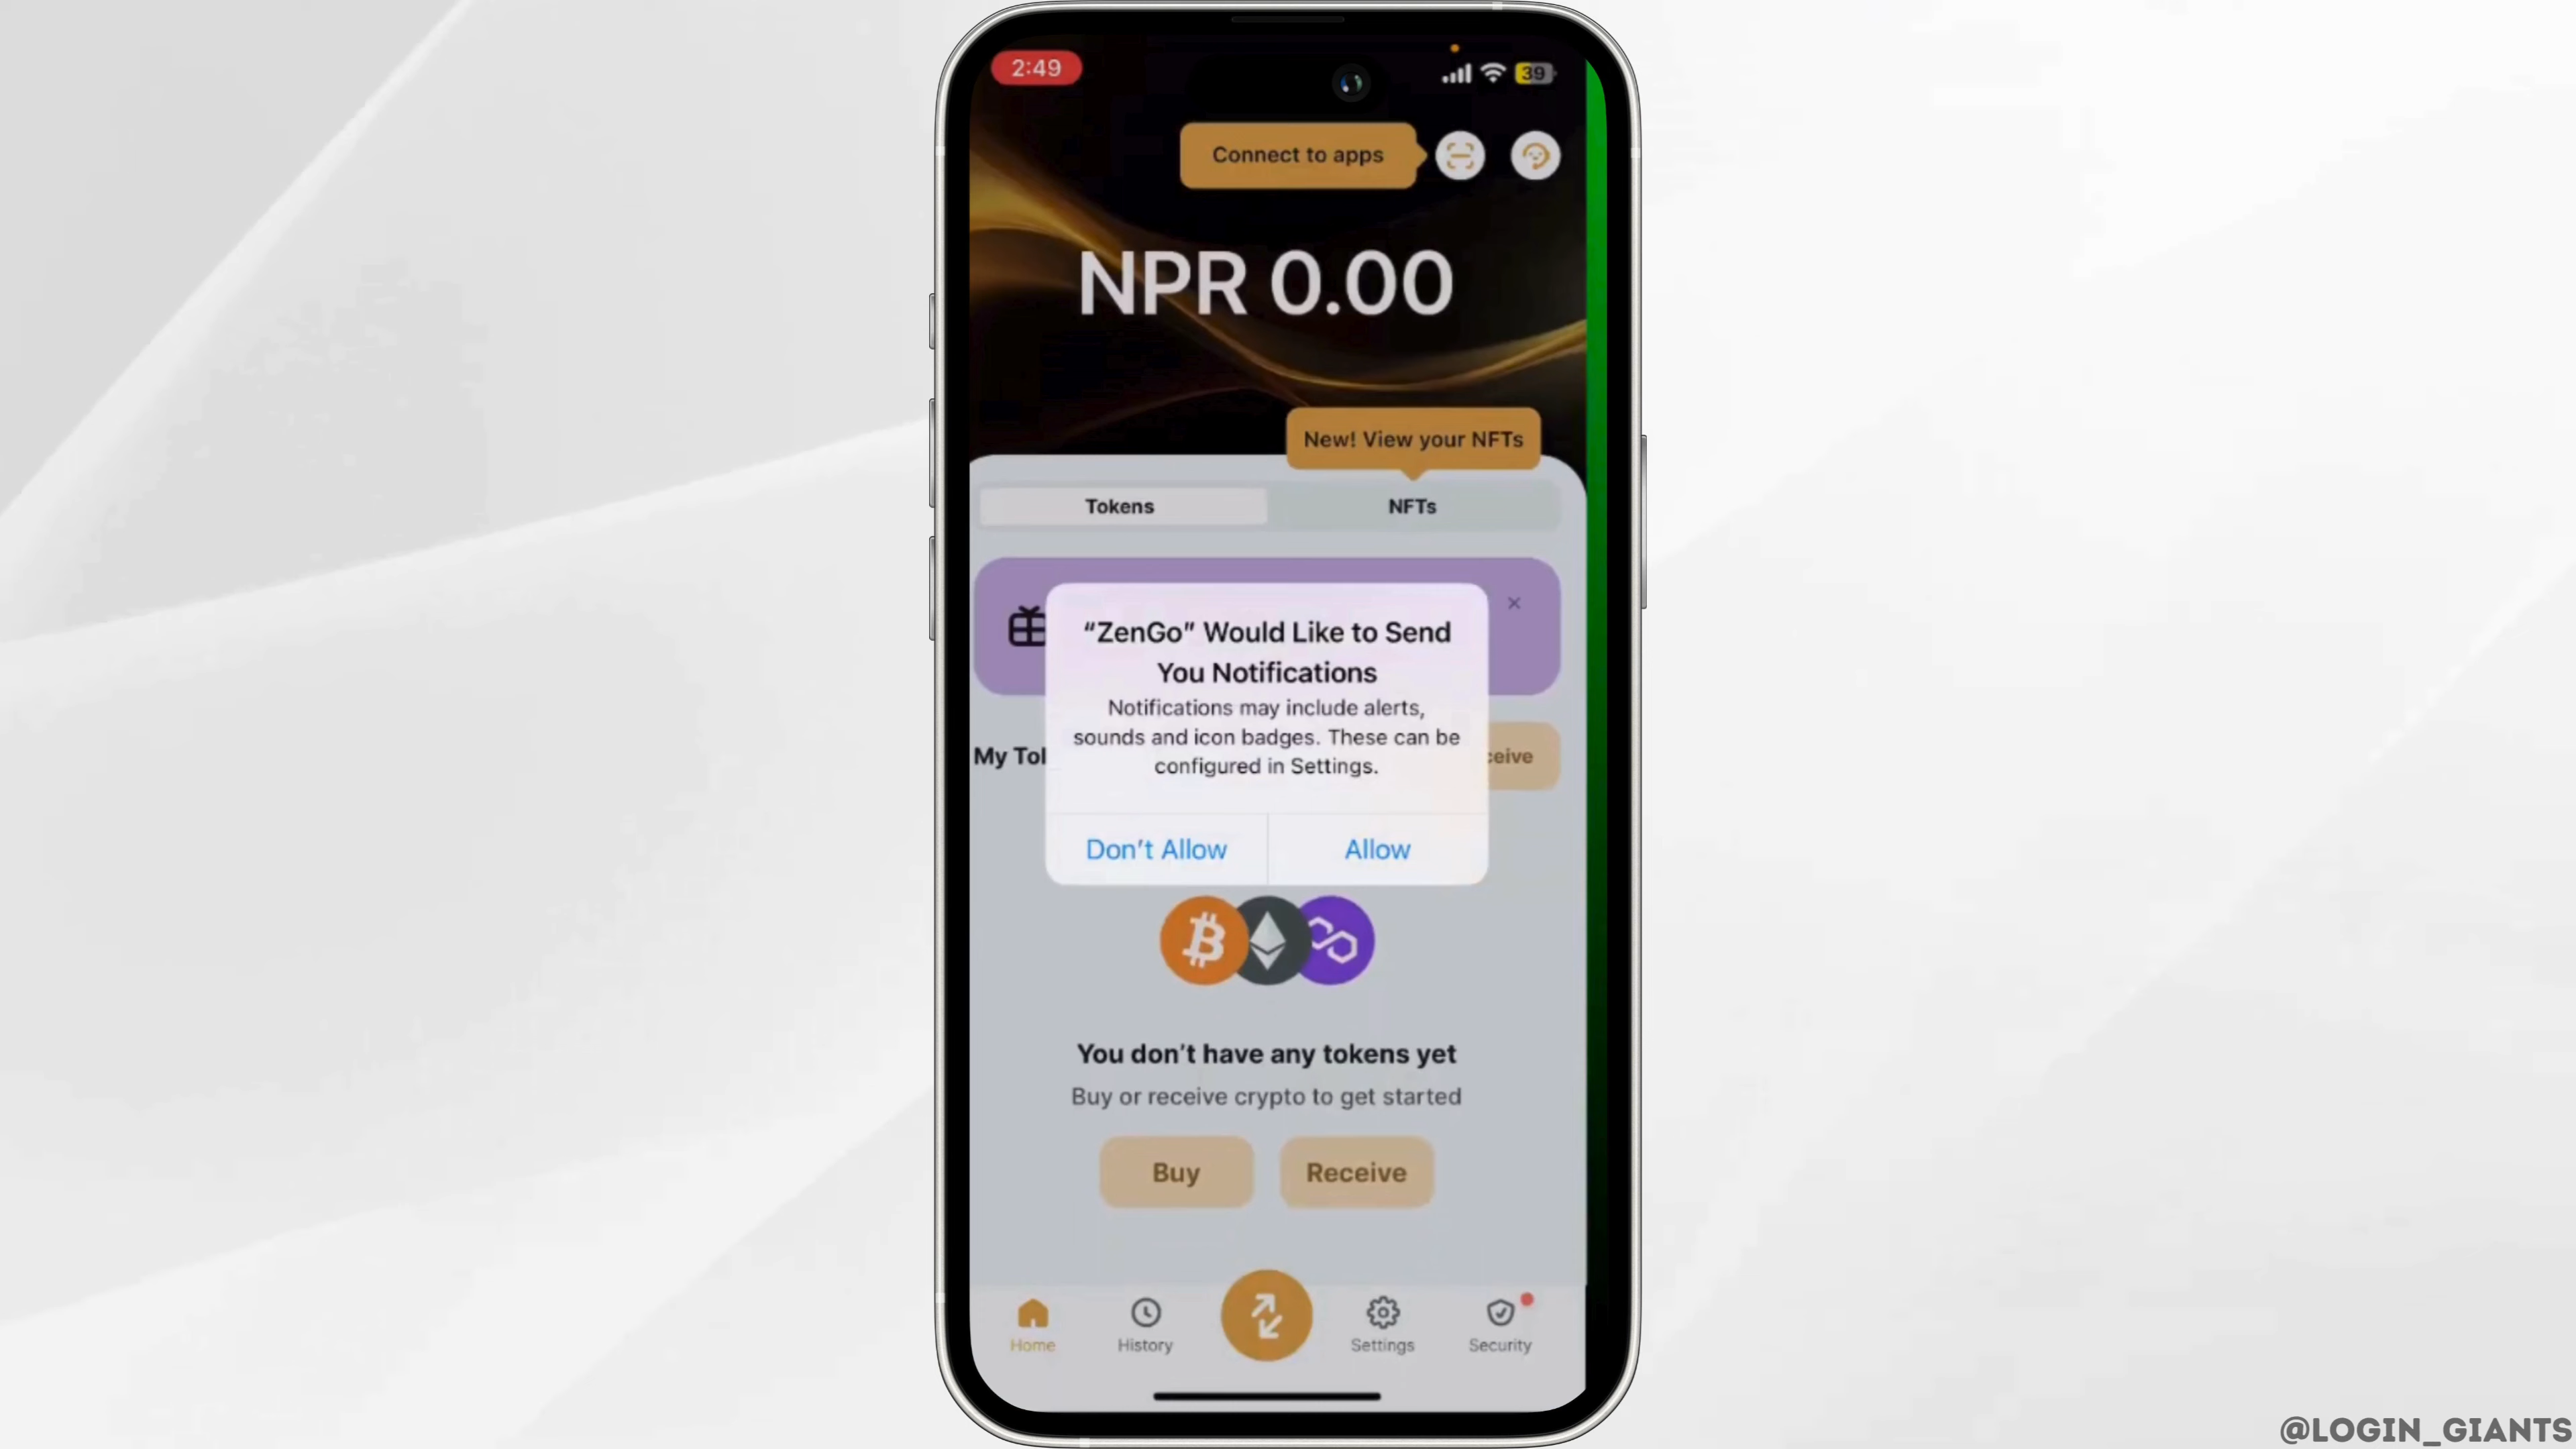 2:49
39
Connect to apps
NPR 0.00
New! View your NFTs
Tokens
NFTs
“ZenGo” Would Like to Send
You Notifications
Notifications may include alerts,
sounds and icon badges. These can be
configured in Settings.
My Tok
ceive
Don’t Allow
Allow
You don’t have any tokens yet
Buy or receive crypto to get started
Buy
Receive
Home
History
Settings
Security
@LOGIN_GIANTS